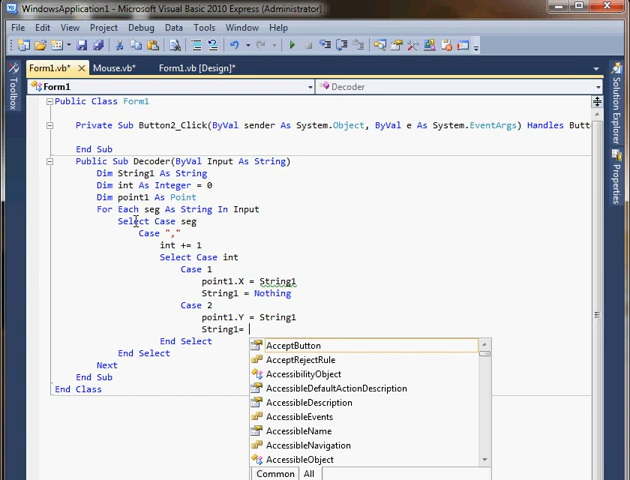 WindowsApplication1 - Microsoft Visual Basic 2010 Express (Administrator)
File Edit View Project Debug Data Tools Window Help
Form1.vb* Mouse.vb* Form1.vb [Design]*
Form1 Decoder
Toolbox
Solution Explorer
Properties
Public Class Form1
Private Sub Button2_Click(ByVal sender As System.Object, ByVal e As System.EventArgs) Handles Butt
End Sub
Public Sub Decoder(ByVal Input As String)
Dim String1 As String
Dim int As Integer = 0
Dim point1 As Point
For Each seg As String In Input
Select Case seg
Case ","
int += 1
Select Case int
Case 1
point1.X = String1
String1 = Nothing
Case 2
point1.Y = String1
String1=
End Select
End Select
Next
End Sub
End Class
AcceptButton
AcceptRejectRule
AccessibilityObject
AccessibleDefaultActionDescription
AccessibleDescription
AccessibleEvents
AccessibleName
AccessibleNavigation
AccessibleObject
Common All